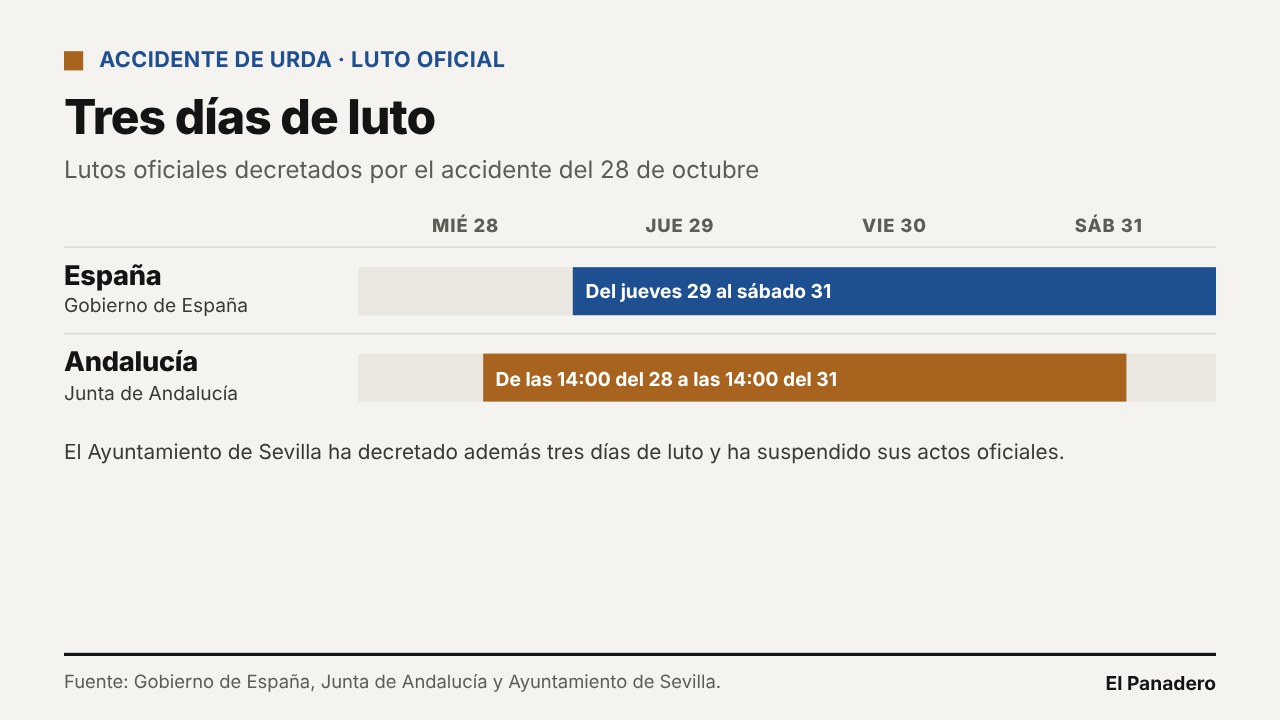 ACCIDENTE DE URDA · LUTO OFICIAL
Tres días de luto
Lutos oficiales decretados por el accidente del 28 de octubre
MIÉ 28 JUE 29 VIE 30 SÁB 31
España
Gobierno de España
Del jueves 29 al sábado 31
Andalucía
Junta de Andalucía
De las 14:00 del 28 a las 14:00 del 31
El Ayuntamiento de Sevilla ha decretado además tres días de luto y ha suspendido sus actos oficiales.
Fuente: Gobierno de España, Junta de Andalucía y Ayuntamiento de Sevilla.
El Panadero